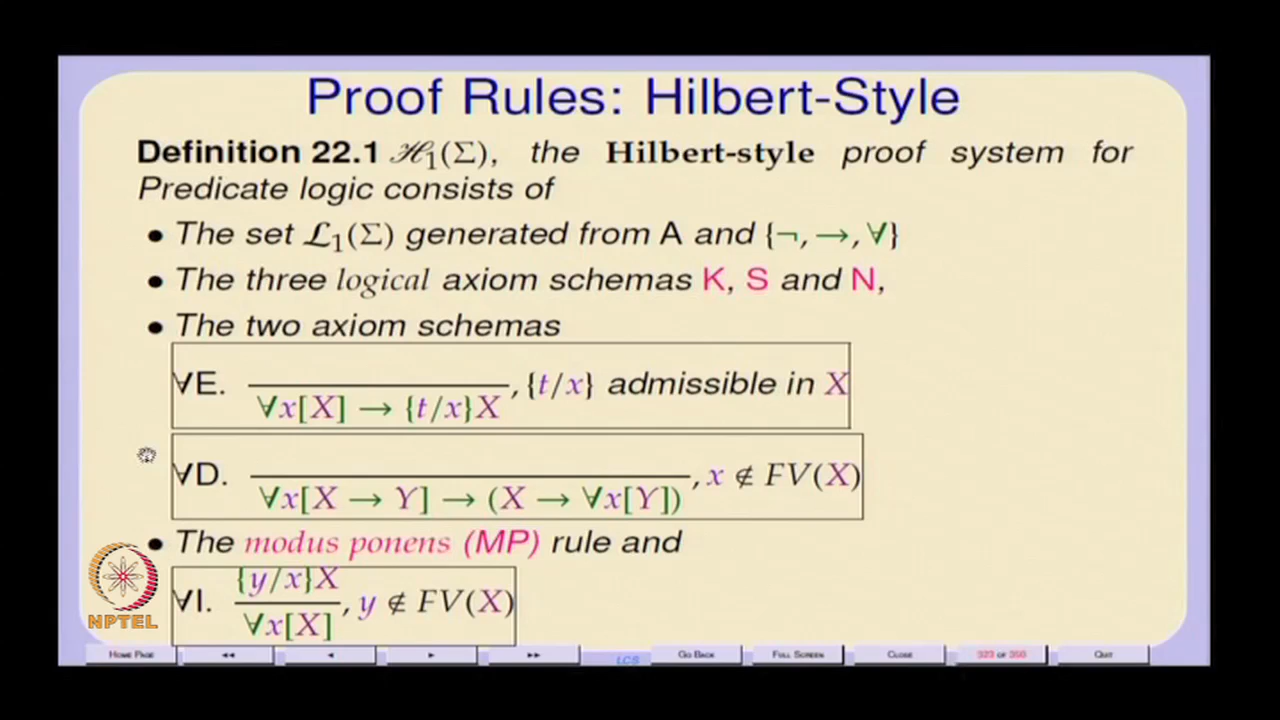 Proof Rules: Hilbert-Style
Definition 22.1 ℋ₁(Σ), the Hilbert-style proof system for
Predicate logic consists of
• The set 𝓛₁(Σ) generated from A and {¬, →, ∀}
• The three logical axiom schemas K, S and N,
• The two axiom schemas
∀E. ∀x[X] → {t/x}X , {t/x} admissible in X
∀D. ∀x[X → Y] → (X → ∀x[Y]) , x ∉ FV(X)
• The modus ponens (MP) rule and
∀I. {y/x}X
∀x[X] , y ∉ FV(X)
NPTEL
HOME PAGE ◄◄ ◄ ► ►► LCS GO BACK FULL SCREEN CLOSE 323 OF 350 QUIT